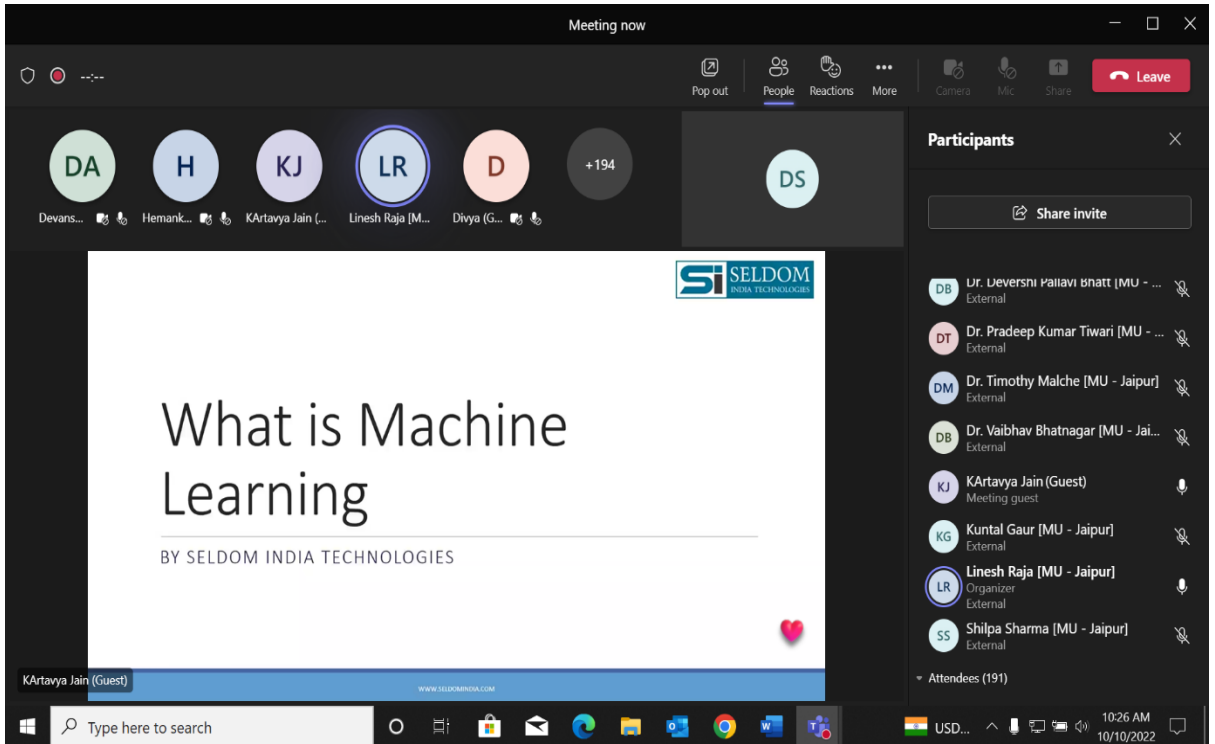 Meeting now
--:--
Pop out
People
Reactions
More
Camera
Mic
Share
Leave
DA
H
KJ
LR
D
+194
DS
Devans...
Hemank...
KArtavya Jain (...
Linesh Raja [M...
Divya (G...
Si SELDOM
INDIA TECHNOLOGIES
What is Machine
Learning
BY SELDOM INDIA TECHNOLOGIES
WWW.SELDOMINDIA.COM
KArtavya Jain (Guest)
Participants
Share invite
DB
Dr. Devershi Pallavi Bhatt [MU - ...
External
DT
Dr. Pradeep Kumar Tiwari [MU - ...
External
DM
Dr. Timothy Malche [MU - Jaipur]
External
DB
Dr. Vaibhav Bhatnagar [MU - Jai...
External
KJ
KArtavya Jain (Guest)
Meeting guest
KG
Kuntal Gaur [MU - Jaipur]
External
LR
Linesh Raja [MU - Jaipur]
Organizer
External
SS
Shilpa Sharma [MU - Jaipur]
External
Attendees (191)
Type here to search
USD...
10:26 AM
10/10/2022